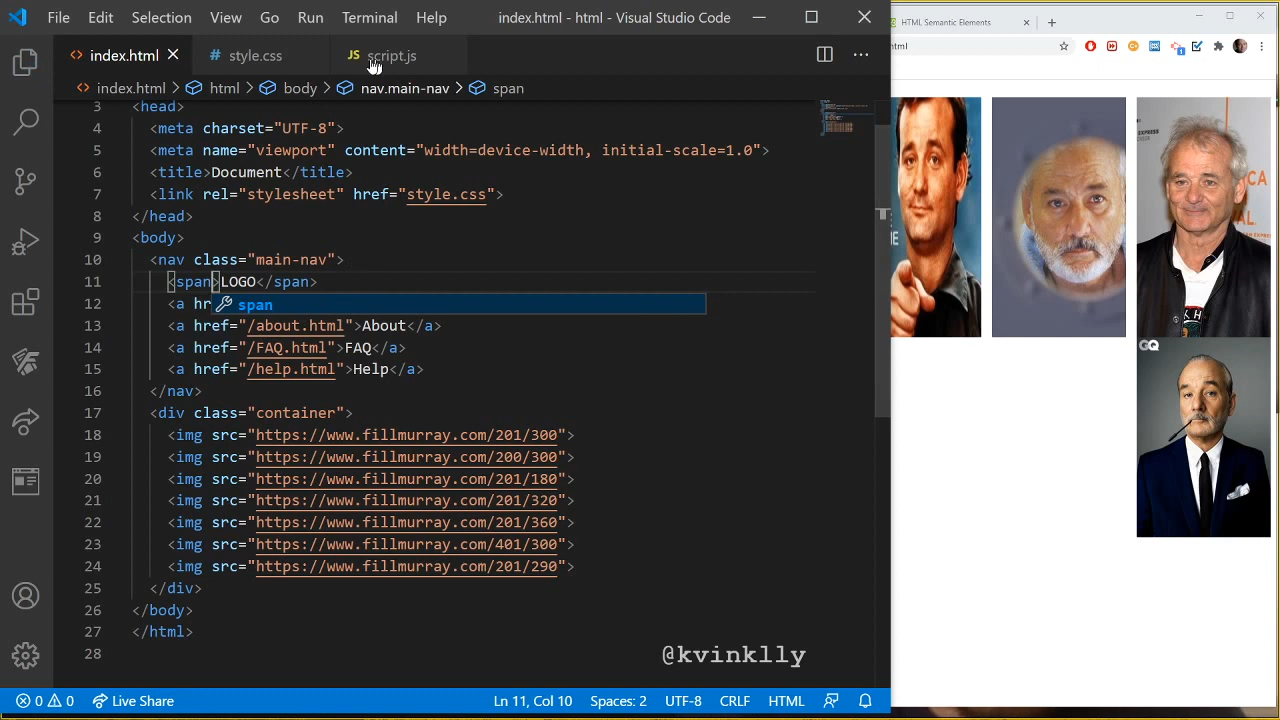 File Edit Selection View Go Run Terminal Help index.html - html - Visual Studio Code
index.html style.css JS script.js
index.html > html > body > nav.main-nav > span
3 <head>
4 <meta charset="UTF-8">
5 <meta name="viewport" content="width=device-width, initial-scale=1.0">
6 <title>Document</title>
7 <link rel="stylesheet" href="style.css">
8 </head>
9 <body>
10 <nav class="main-nav">
11 <span>LOGO</span>
12 <a hr
span
13 <a href="/about.html">About</a>
14 <a href="/FAQ.html">FAQ</a>
15 <a href="/help.html">Help</a>
16 </nav>
17 <div class="container">
18 <img src="https://www.fillmurray.com/201/300">
19 <img src="https://www.fillmurray.com/200/300">
20 <img src="https://www.fillmurray.com/201/180">
21 <img src="https://www.fillmurray.com/201/320">
22 <img src="https://www.fillmurray.com/201/360">
23 <img src="https://www.fillmurray.com/401/300">
24 <img src="https://www.fillmurray.com/201/290">
25 </div>
26 </body>
27 </html>
28
@kvinklly
0 0 Live Share Ln 11, Col 10 Spaces: 2 UTF-8 CRLF HTML
HTML Semantic Elements
html
GQ